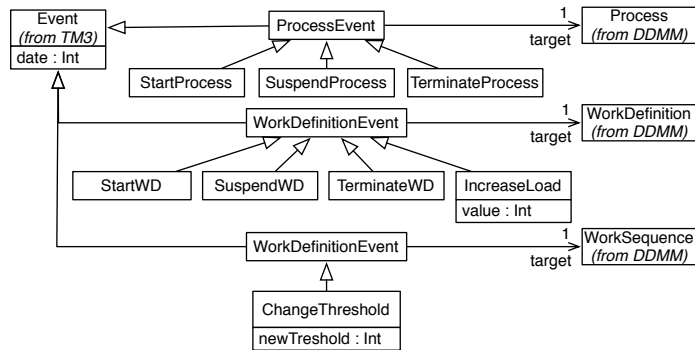 Event
(from TM3)
date : Int
ProcessEvent
1
target
Process
(from DDMM)
StartProcess
SuspendProcess
TerminateProcess
WorkDefinitionEvent
1
target
WorkDefinition
(from DDMM)
StartWD
SuspendWD
TerminateWD
IncreaseLoad
value : Int
WorkDefinitionEvent
1
target
WorkSequence
(from DDMM)
ChangeThreshold
newTreshold : Int